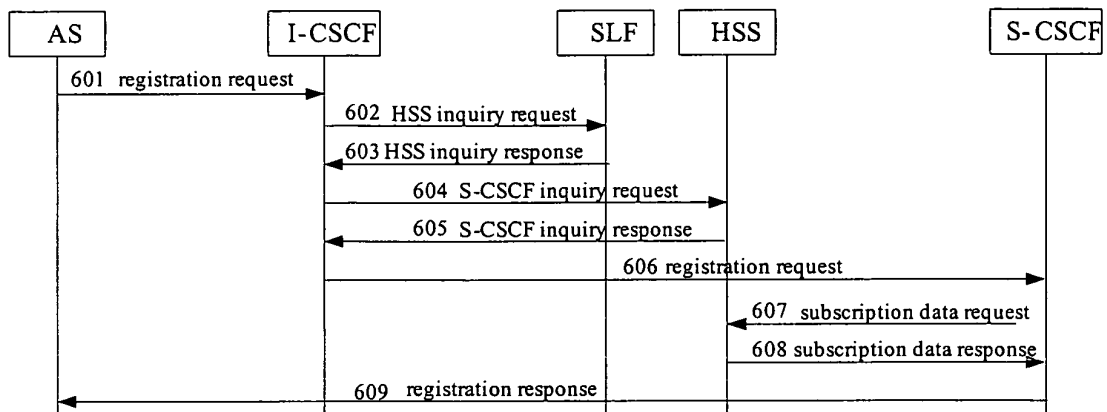 AS
I-CSCF
SLF
HSS
S-CSCF
601 registration request
602 HSS inquiry request
603 HSS inquiry response
604 S-CSCF inquiry request
605 S-CSCF inquiry response
606 registration request
607 subscription data request
608 subscription data response
609 registration response